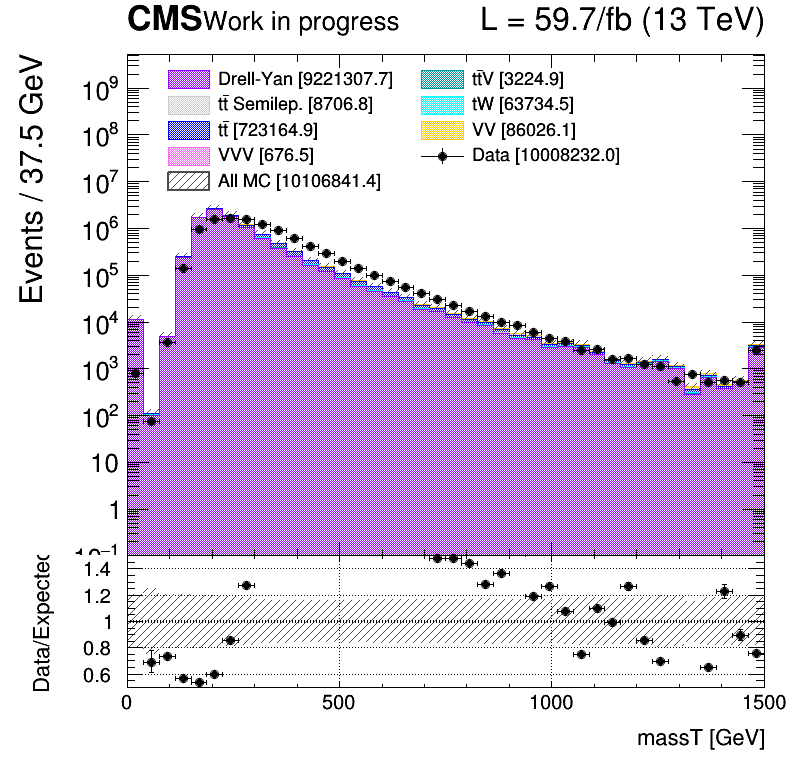 CMS Work in progress L = 59.7/fb (13 TeV)
Events / 37.5 GeV
Drell-Yan [9221307.7]
tt̄ Semilep. [8706.8]
tt̄ [723164.9]
VVV [676.5]
All MC [10106841.4]
tt̄V [3224.9]
tW [63734.5]
VV [86026.1]
Data [10008232.0]
10⁹
10⁸
10⁷
10⁶
10⁵
10⁴
10³
10²
10
1
10⁻¹
Data/Expected
1.4
1.2
1
0.8
0.6
0 500 1000 1500
massT [GeV]